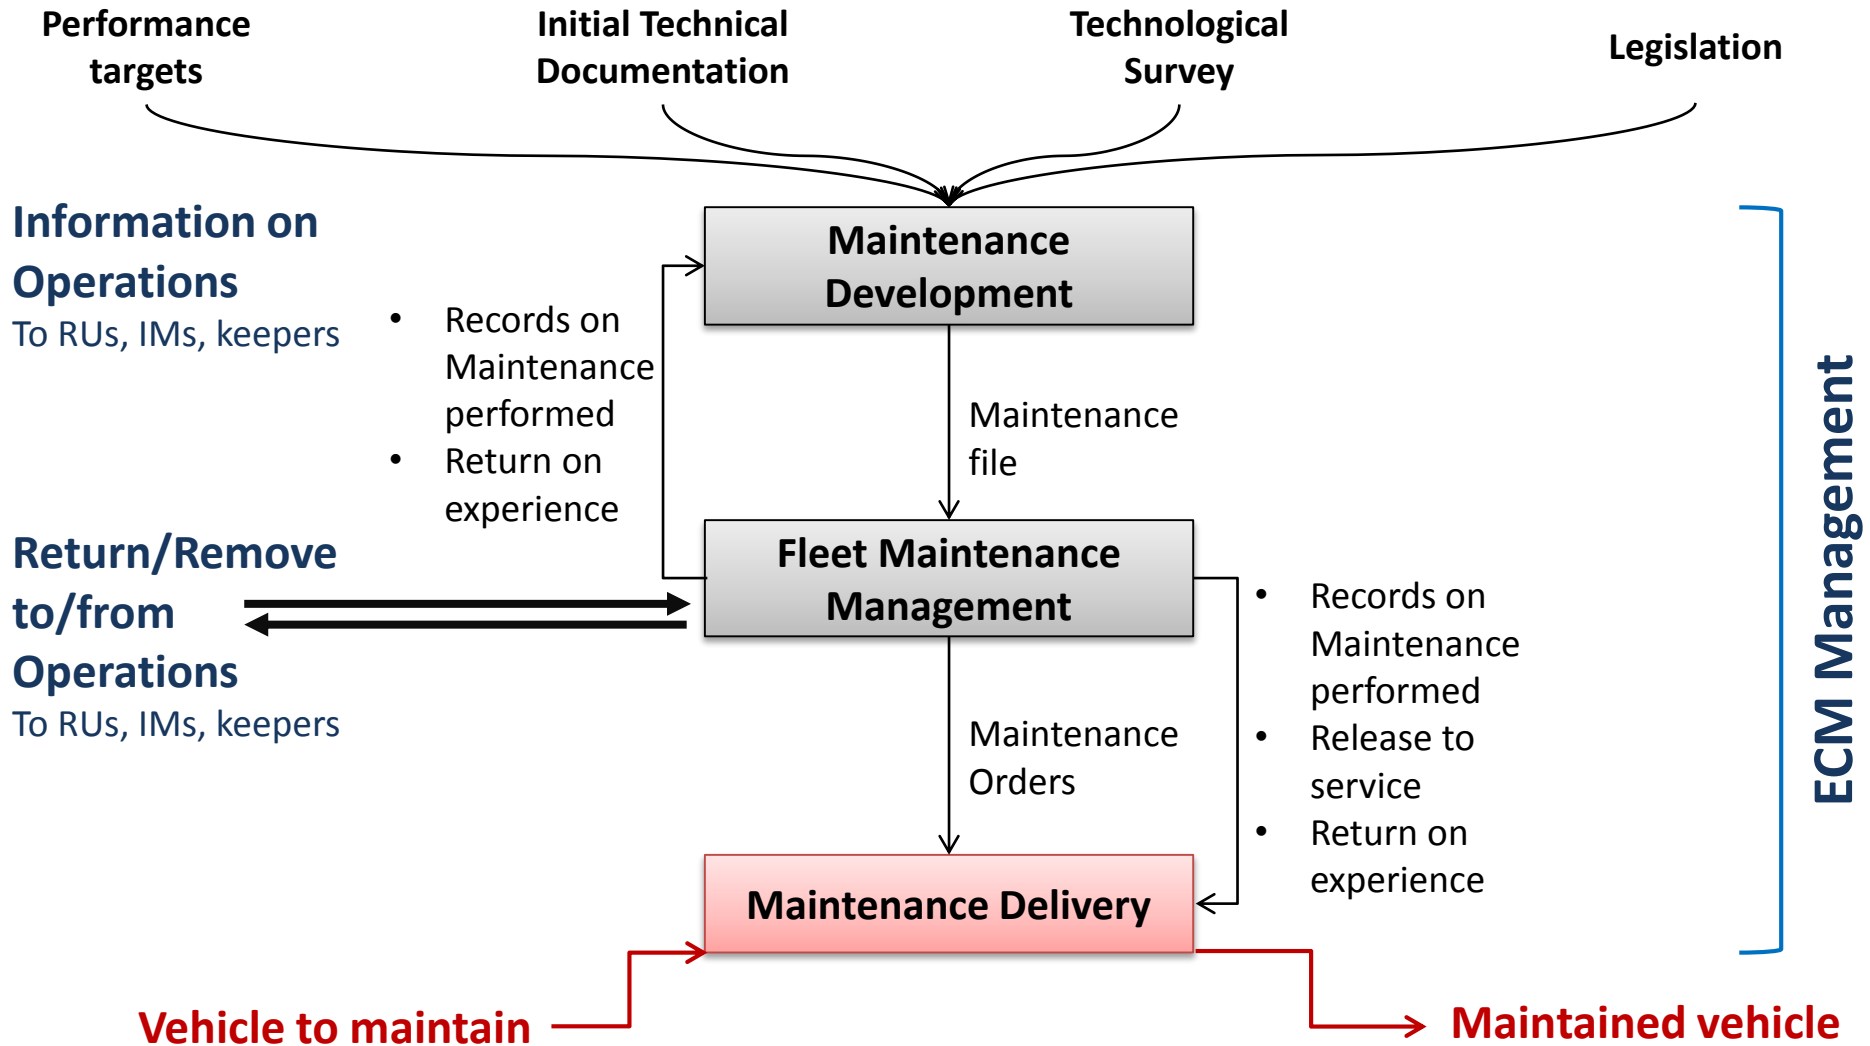 Performance
targets
Initial Technical
Documentation
Technological
Survey
Legislation
Information on
Operations
To RUs, IMs, keepers
Maintenance
Development
• Records on
Maintenance
performed
• Return on
experience
Maintenance
file
Return/Remove
to/from
Operations
To RUs, IMs, keepers
Fleet Maintenance
Management
• Records on
Maintenance
performed
• Release to
service
• Return on
experience
Maintenance
Orders
Maintenance Delivery
ECM Management
Vehicle to maintain
Maintained vehicle